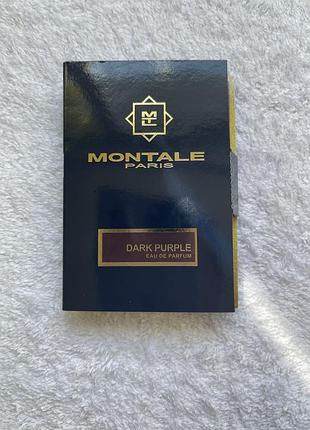 MONTALE
PARIS
DARK PURPLE
EAU DE PARFUM